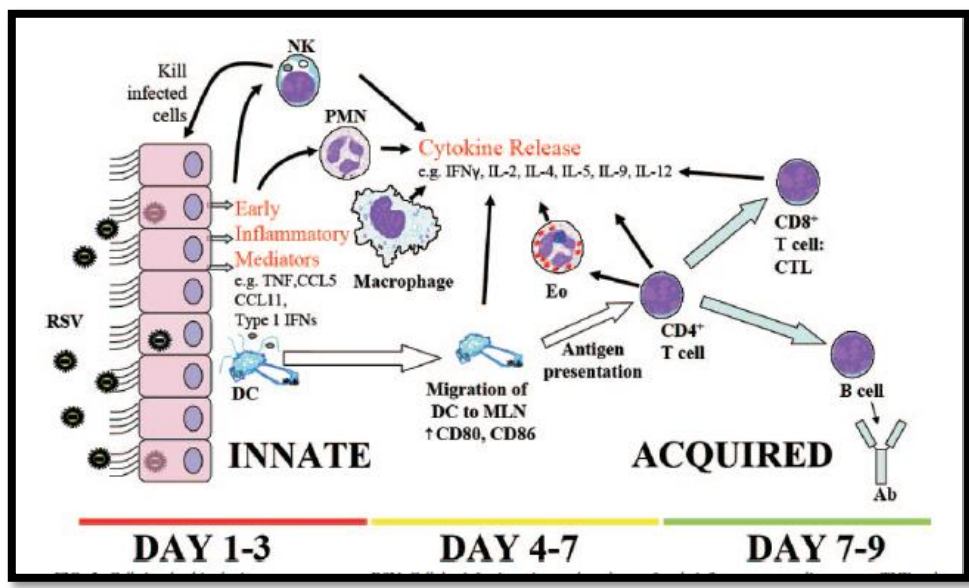 NK
Kill
infected
cells
PMN
Cytokine Release
e.g. IFNγ, IL-2, IL-4, IL-5, IL-9, IL-12
Early
Inflammatory
Mediators
e.g. TNF,CCL5
CCL11,
Type 1 IFNs
Macrophage
Eo
CD8+
T cell:
CTL
RSV
CD4+
T cell
DC
Antigen
presentation
Migration of
DC to MLN
↑CD80, CD86
B cell
Ab
INNATE
ACQUIRED
DAY 1-3
DAY 4-7
DAY 7-9